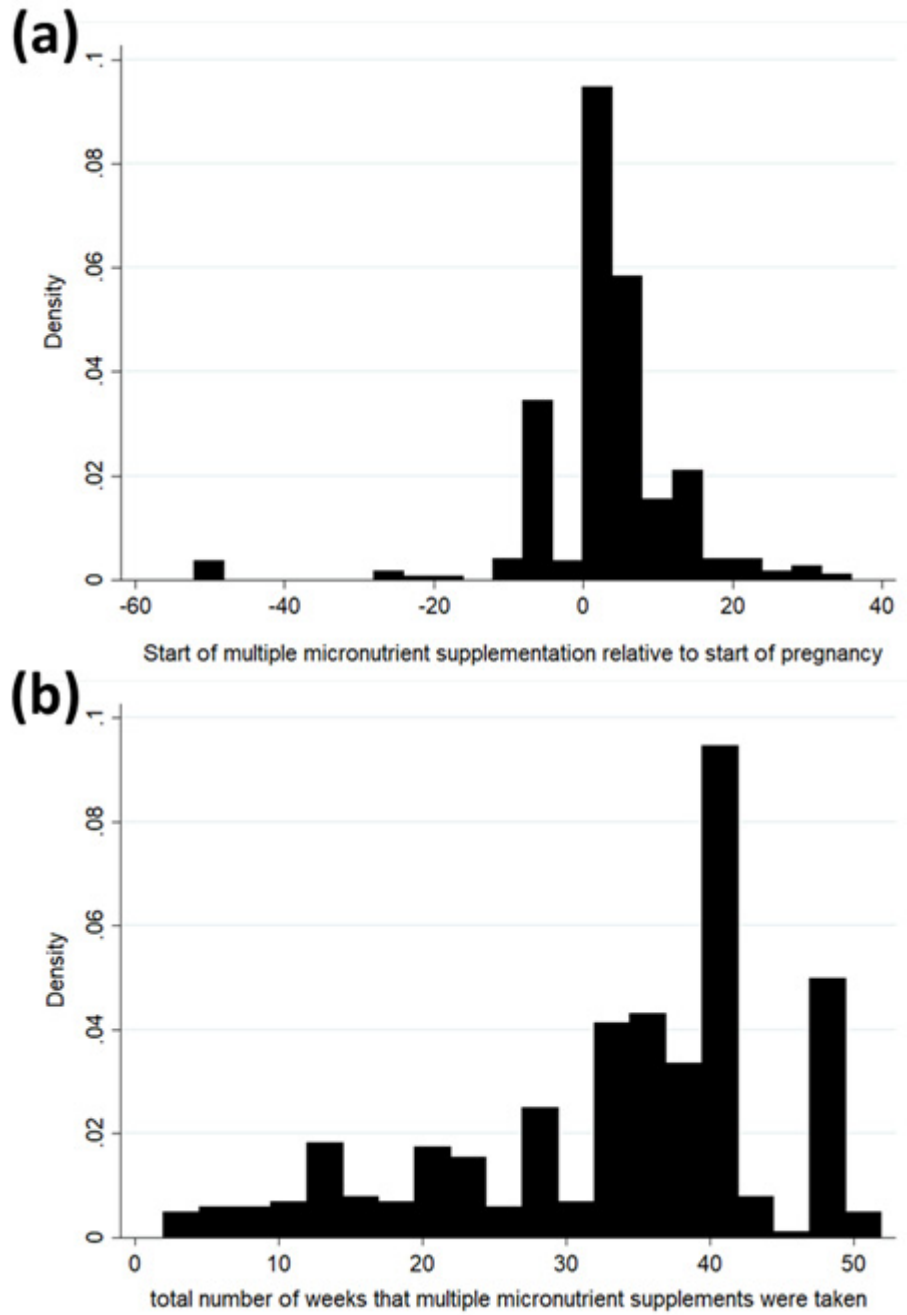 (a)
.1
.08
.06
.04
.02
0
Density
-60 -40 -20 0 20 40
Start of multiple micronutrient supplementation relative to start of pregnancy
(b)
.1
.08
.06
.04
.02
0
Density
0 10 20 30 40 50
total number of weeks that multiple micronutrient supplements were taken